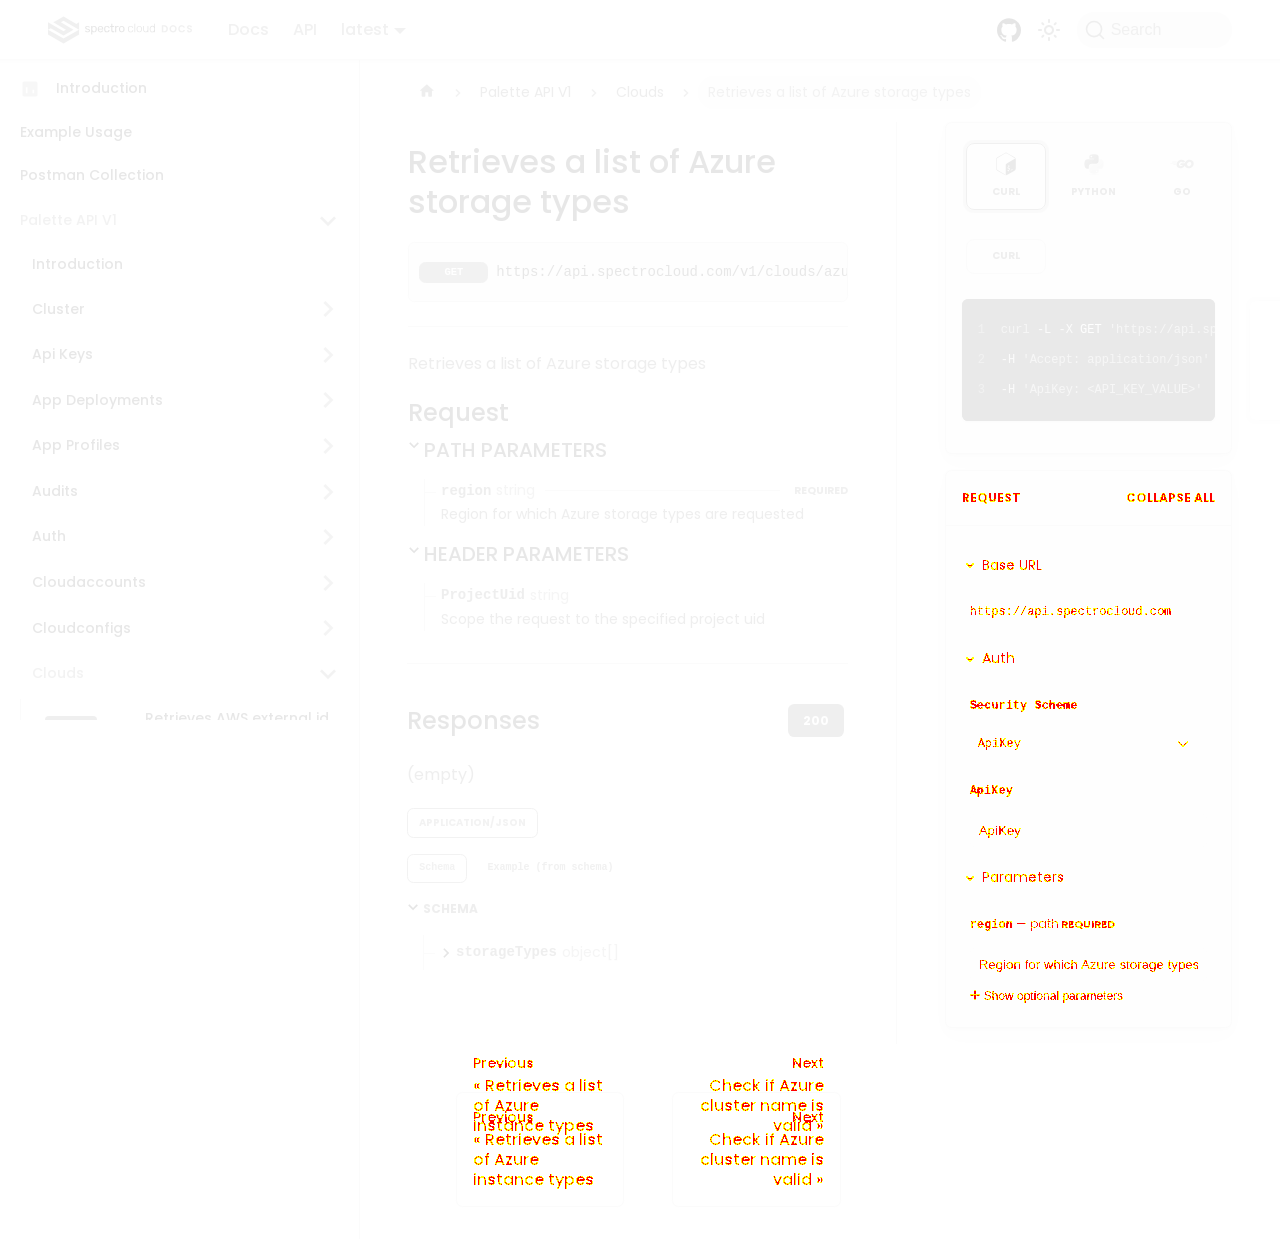 spectro cloud DOCS
Docs
API
latest
Search
Introduction
Example Usage
Postman Collection
Palette API V1
Introduction
Cluster
Api Keys
App Deployments
App Profiles
Audits
Auth
Cloudaccounts
Cloudconfigs
Clouds
Retrieves AWS external id
Palette API V1
Clouds
Retrieves a list of Azure storage types
Retrieves a list of Azure
storage types
GET https://api.spectrocloud.com/v1/clouds/azu
Retrieves a list of Azure storage types
Request
PATH PARAMETERS
region string REQUIRED
Region for which Azure storage types are requested
HEADER PARAMETERS
ProjectUid string
Scope the request to the specified project uid
Responses
200
(empty)
APPLICATION/JSON
Schema
Example (from schema)
SCHEMA
storageTypes object[]
CURL
PYTHON
GO
CURL
1 curl -L -X GET 'https://api.sp
2 -H 'Accept: application/json'
3 -H 'ApiKey: <API_KEY_VALUE>'
REQUEST
COLLAPSE ALL
Base URL
https://api.spectrocloud.com
Auth
Security Scheme
ApiKey
ApiKey
ApiKey
Parameters
region — path REQUIRED
Region for which Azure storage types
Show optional parameters
Previous
« Retrieves a list
of Azure
instance types
Next
Check if Azure
cluster name is
valid »
Previous
« Retrieves a list
of Azure
instance types
Next
Check if Azure
cluster name is
valid »